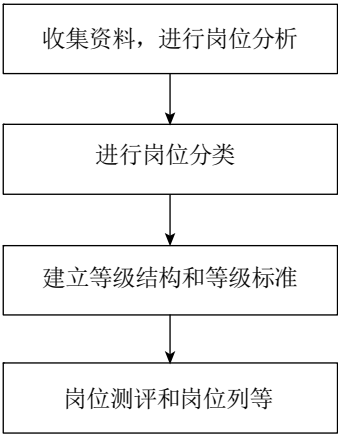 收集资料，进行岗位分析
进行岗位分类
建立等级结构和等级标准
岗位测评和岗位列等